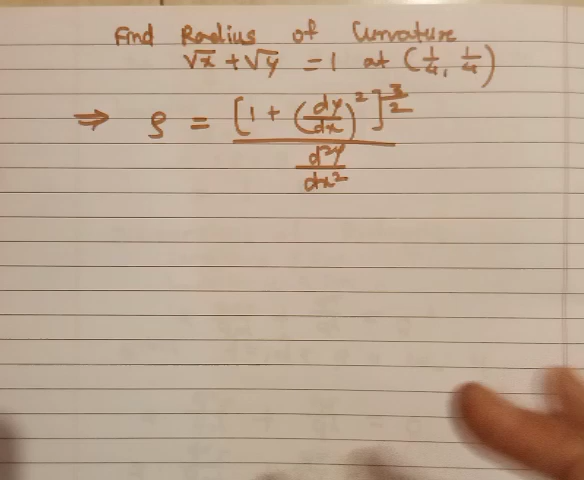 Find Radius of Curvature
√x + √y = 1 at (1/4, 1/4)
⇒ ρ = [1 + (dy/dx)²]^3/2
d²y/dx²